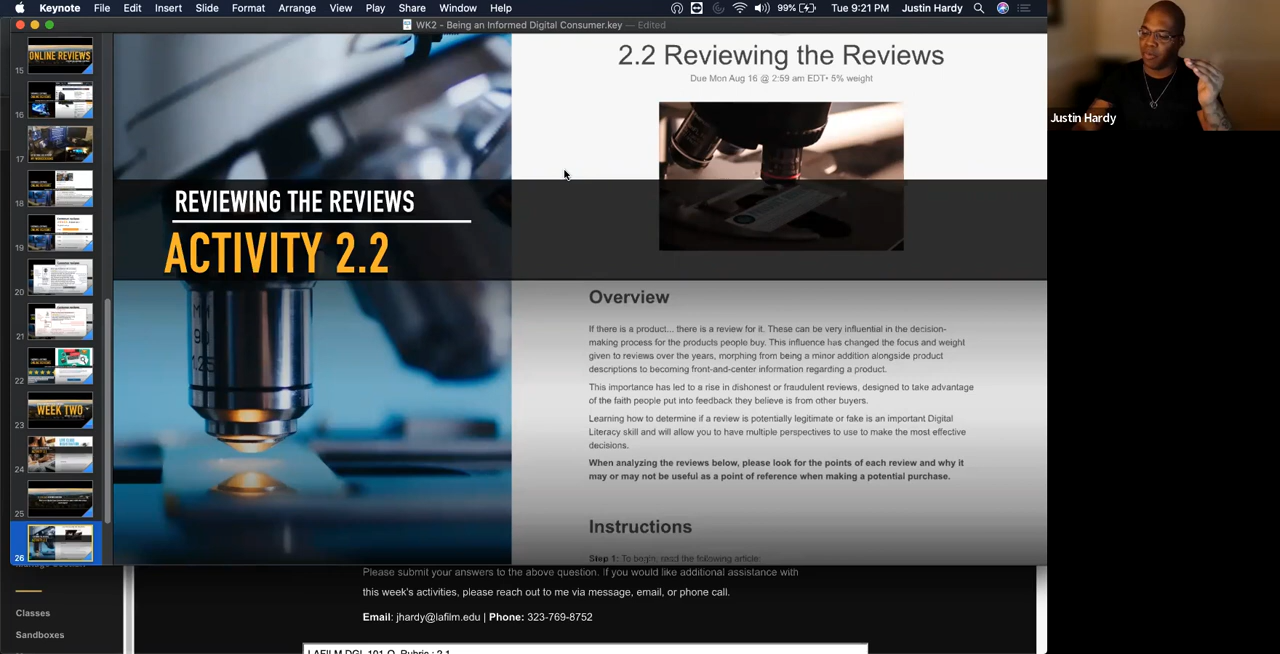 Keynote File Edit Insert Slide Format Arrange View Play Share Window Help 99% Tue 9:21 PM Justin Hardy
WK2 - Being an Informed Digital Consumer.key — Edited
Justin Hardy
15
ONLINE REVIEWS
16
17
18
19
20
21
22
23
WEEK TWO
24
25
26
REVIEWING THE REVIEWS
ACTIVITY 2.2
2.2 Reviewing the Reviews
Due Mon Aug 16 @ 2:59 am EDT• 5% weight
Overview
If there is a product... there is a review for it. These can be very influential in the decision-
making process for the products people buy. This influence has changed the focus and weight
given to reviews over the years, morphing from being a minor addition alongside product
descriptions to becoming front-and-center information regarding a product.
This importance has led to a rise in dishonest or fraudulent reviews, designed to take advantage
of the faith people put into feedback they believe is from other buyers.
Learning how to determine if a review is potentially legitimate or fake is an important Digital
Literacy skill and will allow you to have multiple perspectives to use to make the most effective
decisions.
When analyzing the reviews below, please look for the points of each review and why it
may or may not be useful as a point of reference when making a potential purchase.
Instructions
Step 1: To begin, read the following article:
Please submit your answers to the above question. If you would like additional assistance with
this week's activities, please reach out to me via message, email, or phone call.
Email: jhardy@lafilm.edu | Phone: 323-769-8752
Classes
Sandboxes